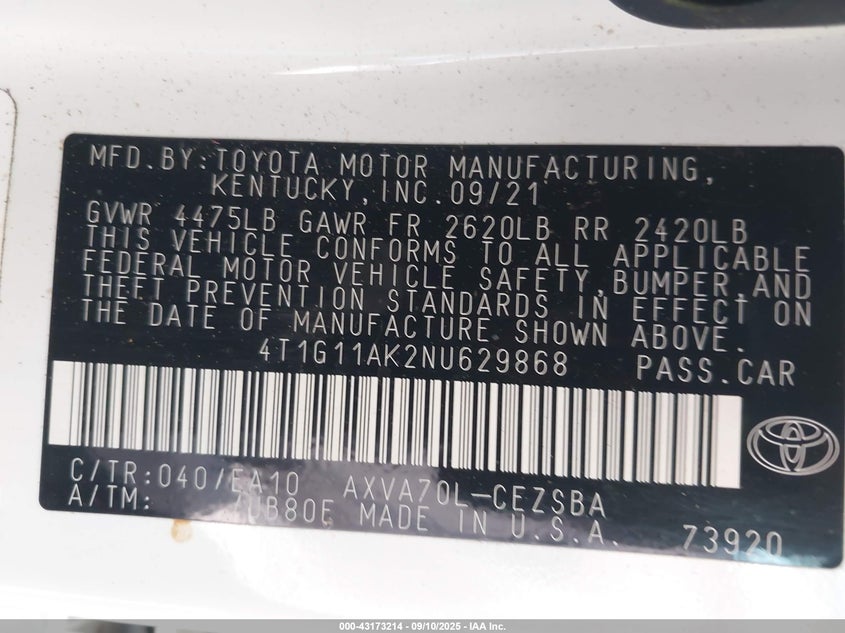 MFD.BY:TOYOTA MOTOR MANUFACTURING,
KENTUCKY,INC.09/21
GVWR 4475LB GAWR FR 2620LB RR 2420LB
THIS VEHICLE CONFORMS TO ALL APPLICABLE
FEDERAL MOTOR VEHICLE SAFETY,BUMPER,AND
THEFT PREVENTION STANDARDS IN EFFECT ON
THE DATE OF MANUFACTURE SHOWN ABOVE.
4T1G11AK2NU629868 PASS.CAR
C/TR:040/EA10 AXVA70L-CEZSBA
A/TM: /UB80E MADE IN U.S.A. 73920
000-43173214 - 09/10/2025 - IAA Inc.